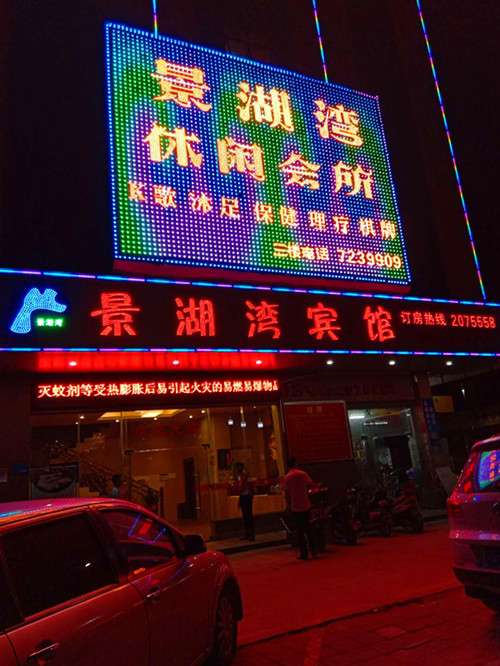 景湖湾
休闲会所
K歌 沐足 保健 理疗 棋牌
三楼电话 7239909
景湖湾
景湖湾宾馆
订房热线 2075558
灭蚊剂等受热膨胀后易引起火灾的易燃易爆物品